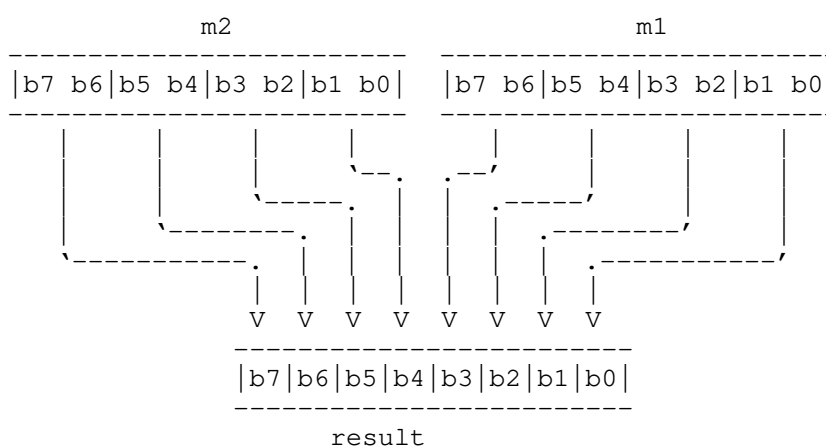 m2 m1
|b7 b6|b5 b4|b3 b2|b1 b0| |b7 b6|b5 b4|b3 b2|b1 b0
V V V V V V V V
|b7|b6|b5|b4|b3|b2|b1|b0|
result